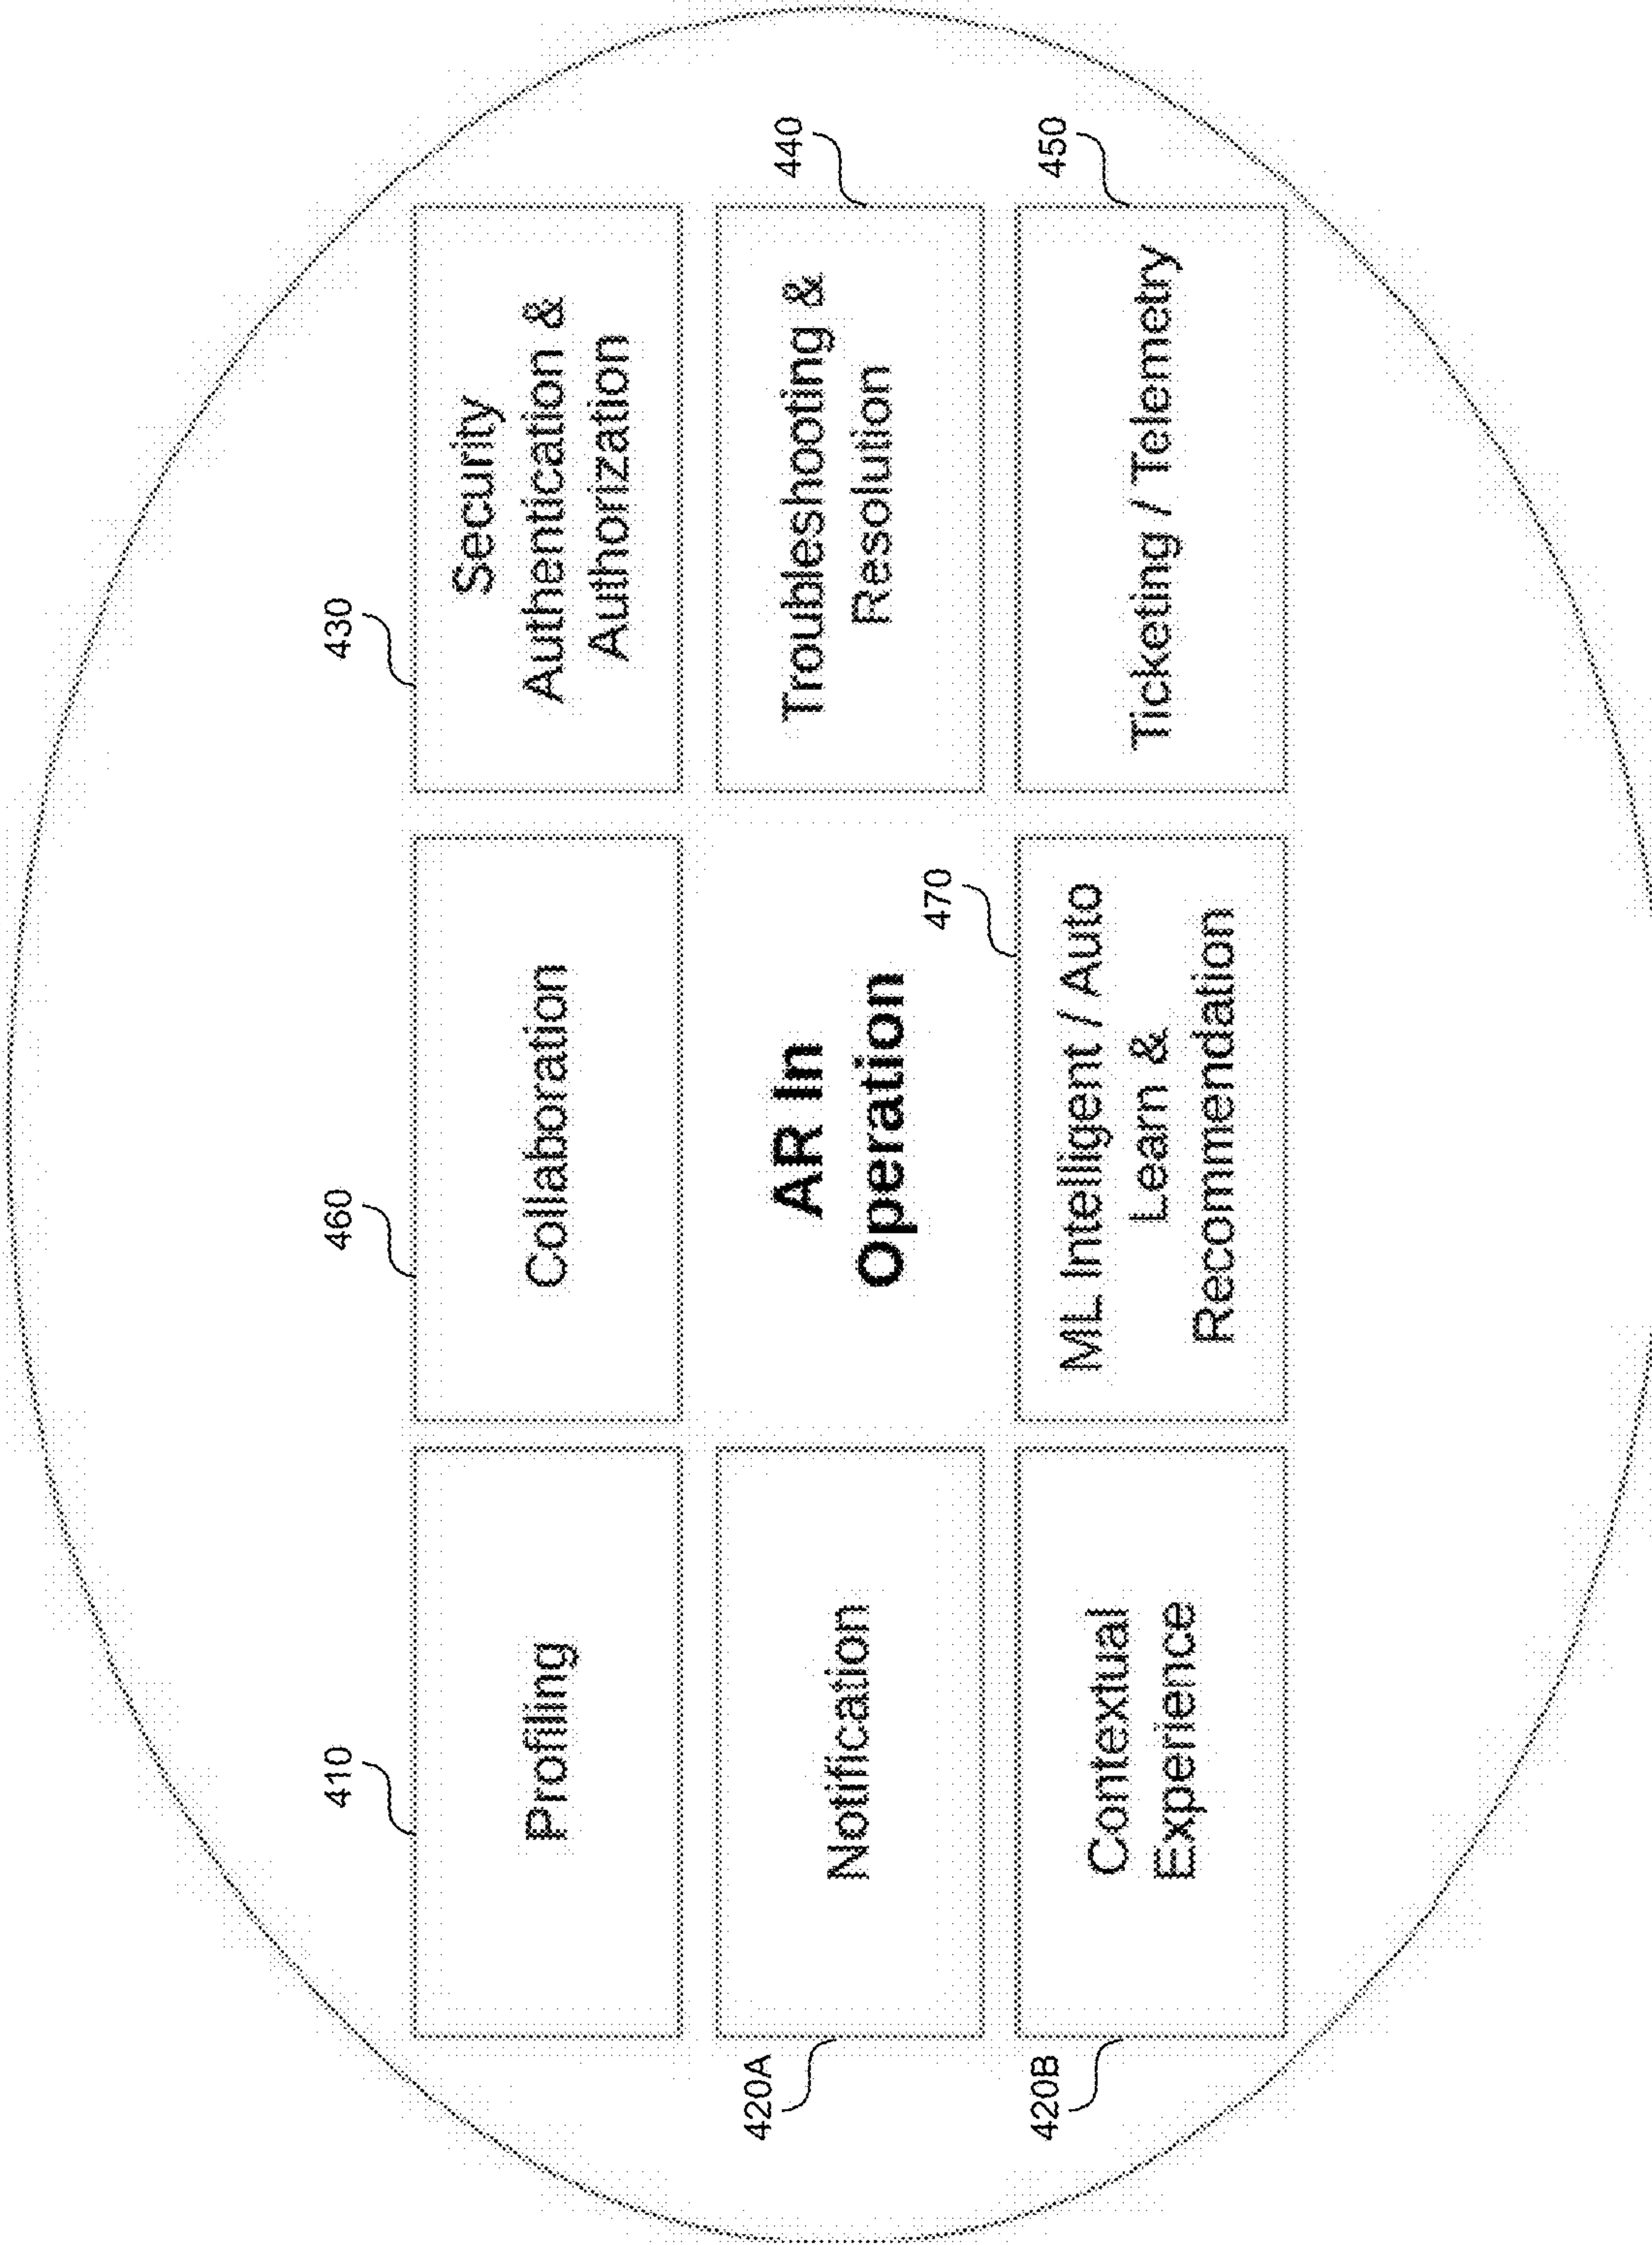 410
Profiling
460
Collaboration
430
Security
Authentication &
Authorization
420A
Notification
AR In
Operation
440
Troubleshooting &
Resolution
420B
Contextual
Experience
470
ML Intelligent / Auto
Learn &
Recommendation
450
Ticketing / Telemetry